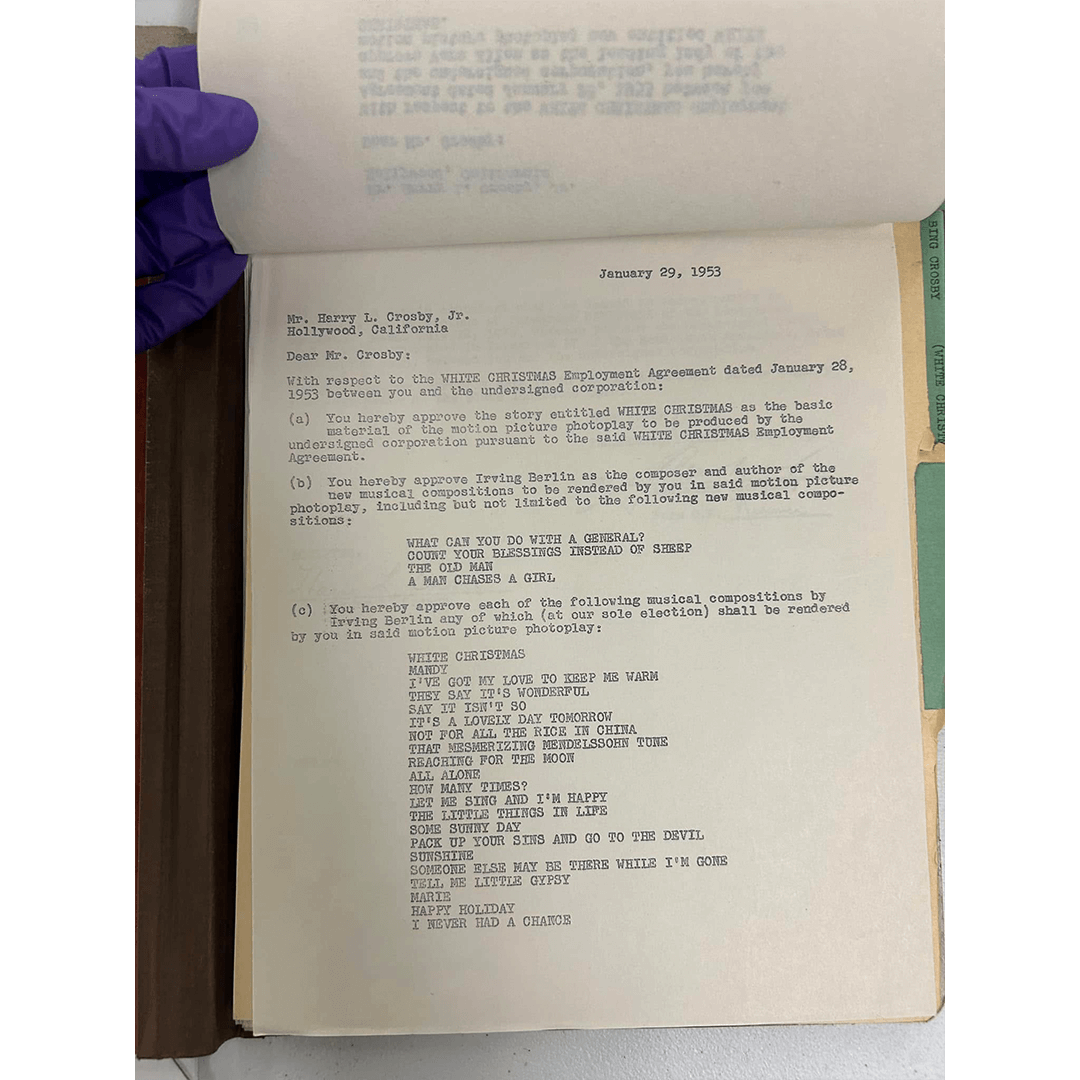 January 29, 1953
Mr. Harry L. Crosby, Jr.
Hollywood, California
Dear Mr. Crosby:
With respect to the WHITE CHRISTMAS Employment Agreement dated January 28,
1953 between you and the undersigned corporation:
(a) You hereby approve the story entitled WHITE CHRISTMAS as the basic
material of the motion picture photoplay to be produced by the
undersigned corporation pursuant to the said WHITE CHRISTMAS Employment
Agreement.
(b) You hereby approve Irving Berlin as the composer and author of the
new musical compositions to be rendered by you in said motion picture
photoplay, including but not limited to the following new musical compo-
sitions:
WHAT CAN YOU DO WITH A GENERAL?
COUNT YOUR BLESSINGS INSTEAD OF SHEEP
THE OLD MAN
A MAN CHASES A GIRL
(c) You hereby approve each of the following musical compositions by
Irving Berlin any of which (at our sole election) shall be rendered
by you in said motion picture photoplay:
WHITE CHRISTMAS
MANDY
I'VE GOT MY LOVE TO KEEP ME WARM
THEY SAY IT'S WONDERFUL
SAY IT ISN'T SO
IT'S A LOVELY DAY TOMORROW
NOT FOR ALL THE RICE IN CHINA
THAT MESMERIZING MENDELSSOHN TUNE
REACHING FOR THE MOON
ALL ALONE
HOW MANY TIMES?
LET ME SING AND I'M HAPPY
THE LITTLE THINGS IN LIFE
SOME SUNNY DAY
PACK UP YOUR SINS AND GO TO THE DEVIL
SUNSHINE
SOMEONE ELSE MAY BE THERE WHILE I'M GONE
TELL ME LITTLE GYPSY
MARIE
HAPPY HOLIDAY
I NEVER HAD A CHANCE
BING CROSBY (WHITE